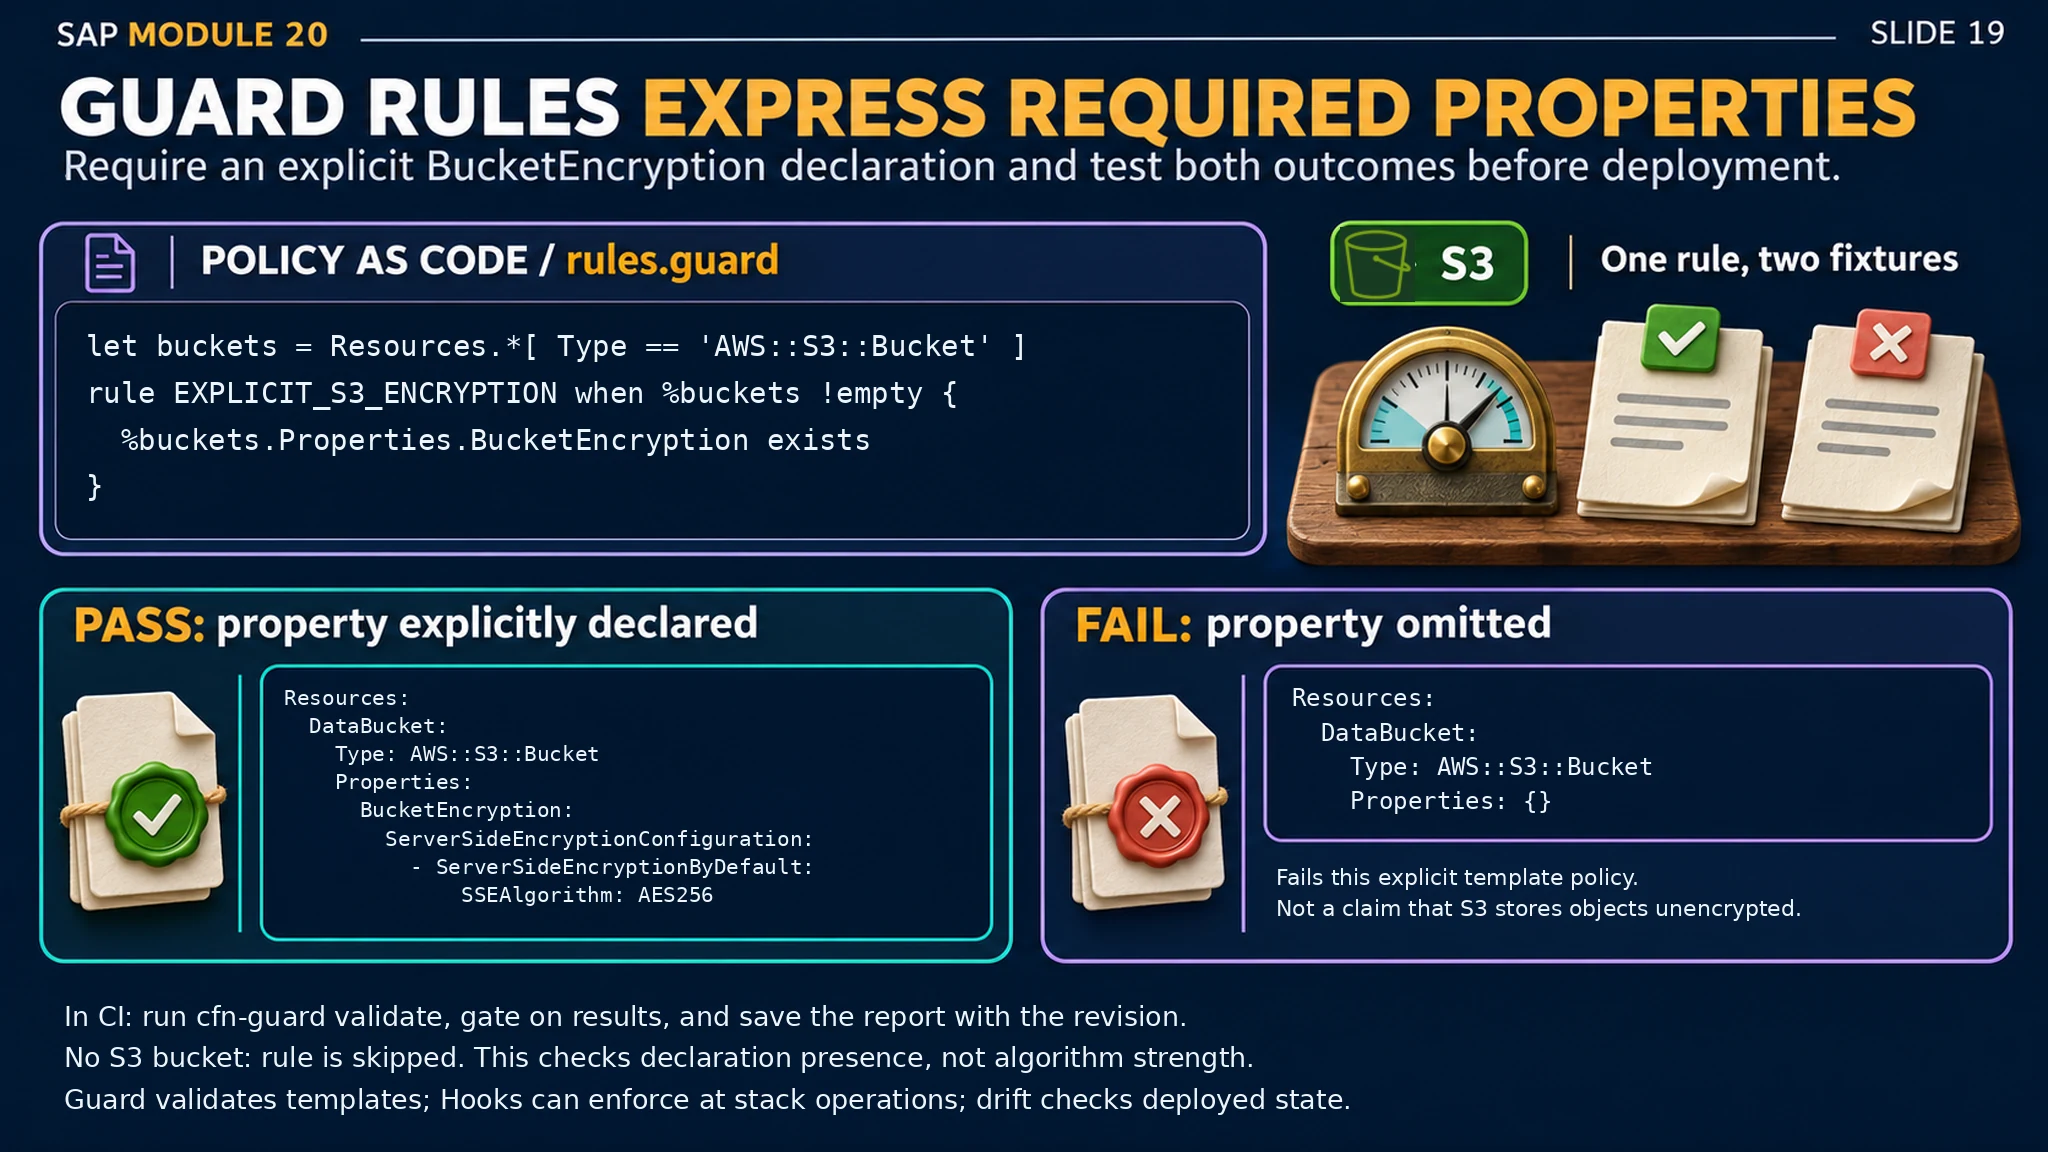 SAP MODULE 20
SLIDE 19
GUARD RULES EXPRESS REQUIRED PROPERTIES
Require an explicit BucketEncryption declaration and test both outcomes before deployment.
POLICY AS CODE / rules.guard
let buckets = Resources.*[ Type == 'AWS::S3::Bucket' ]
rule EXPLICIT_S3_ENCRYPTION when %buckets !empty {
  %buckets.Properties.BucketEncryption exists
}
S3
One rule, two fixtures
PASS: property explicitly declared
Resources:
  DataBucket:
    Type: AWS::S3::Bucket
    Properties:
      BucketEncryption:
        ServerSideEncryptionConfiguration:
          - ServerSideEncryptionByDefault:
              SSEAlgorithm: AES256
FAIL: property omitted
Resources:
  DataBucket:
    Type: AWS::S3::Bucket
    Properties: {}
Fails this explicit template policy.
Not a claim that S3 stores objects unencrypted.
In CI: run cfn-guard validate, gate on results, and save the report with the revision.
No S3 bucket: rule is skipped. This checks declaration presence, not algorithm strength.
Guard validates templates; Hooks can enforce at stack operations; drift checks deployed state.